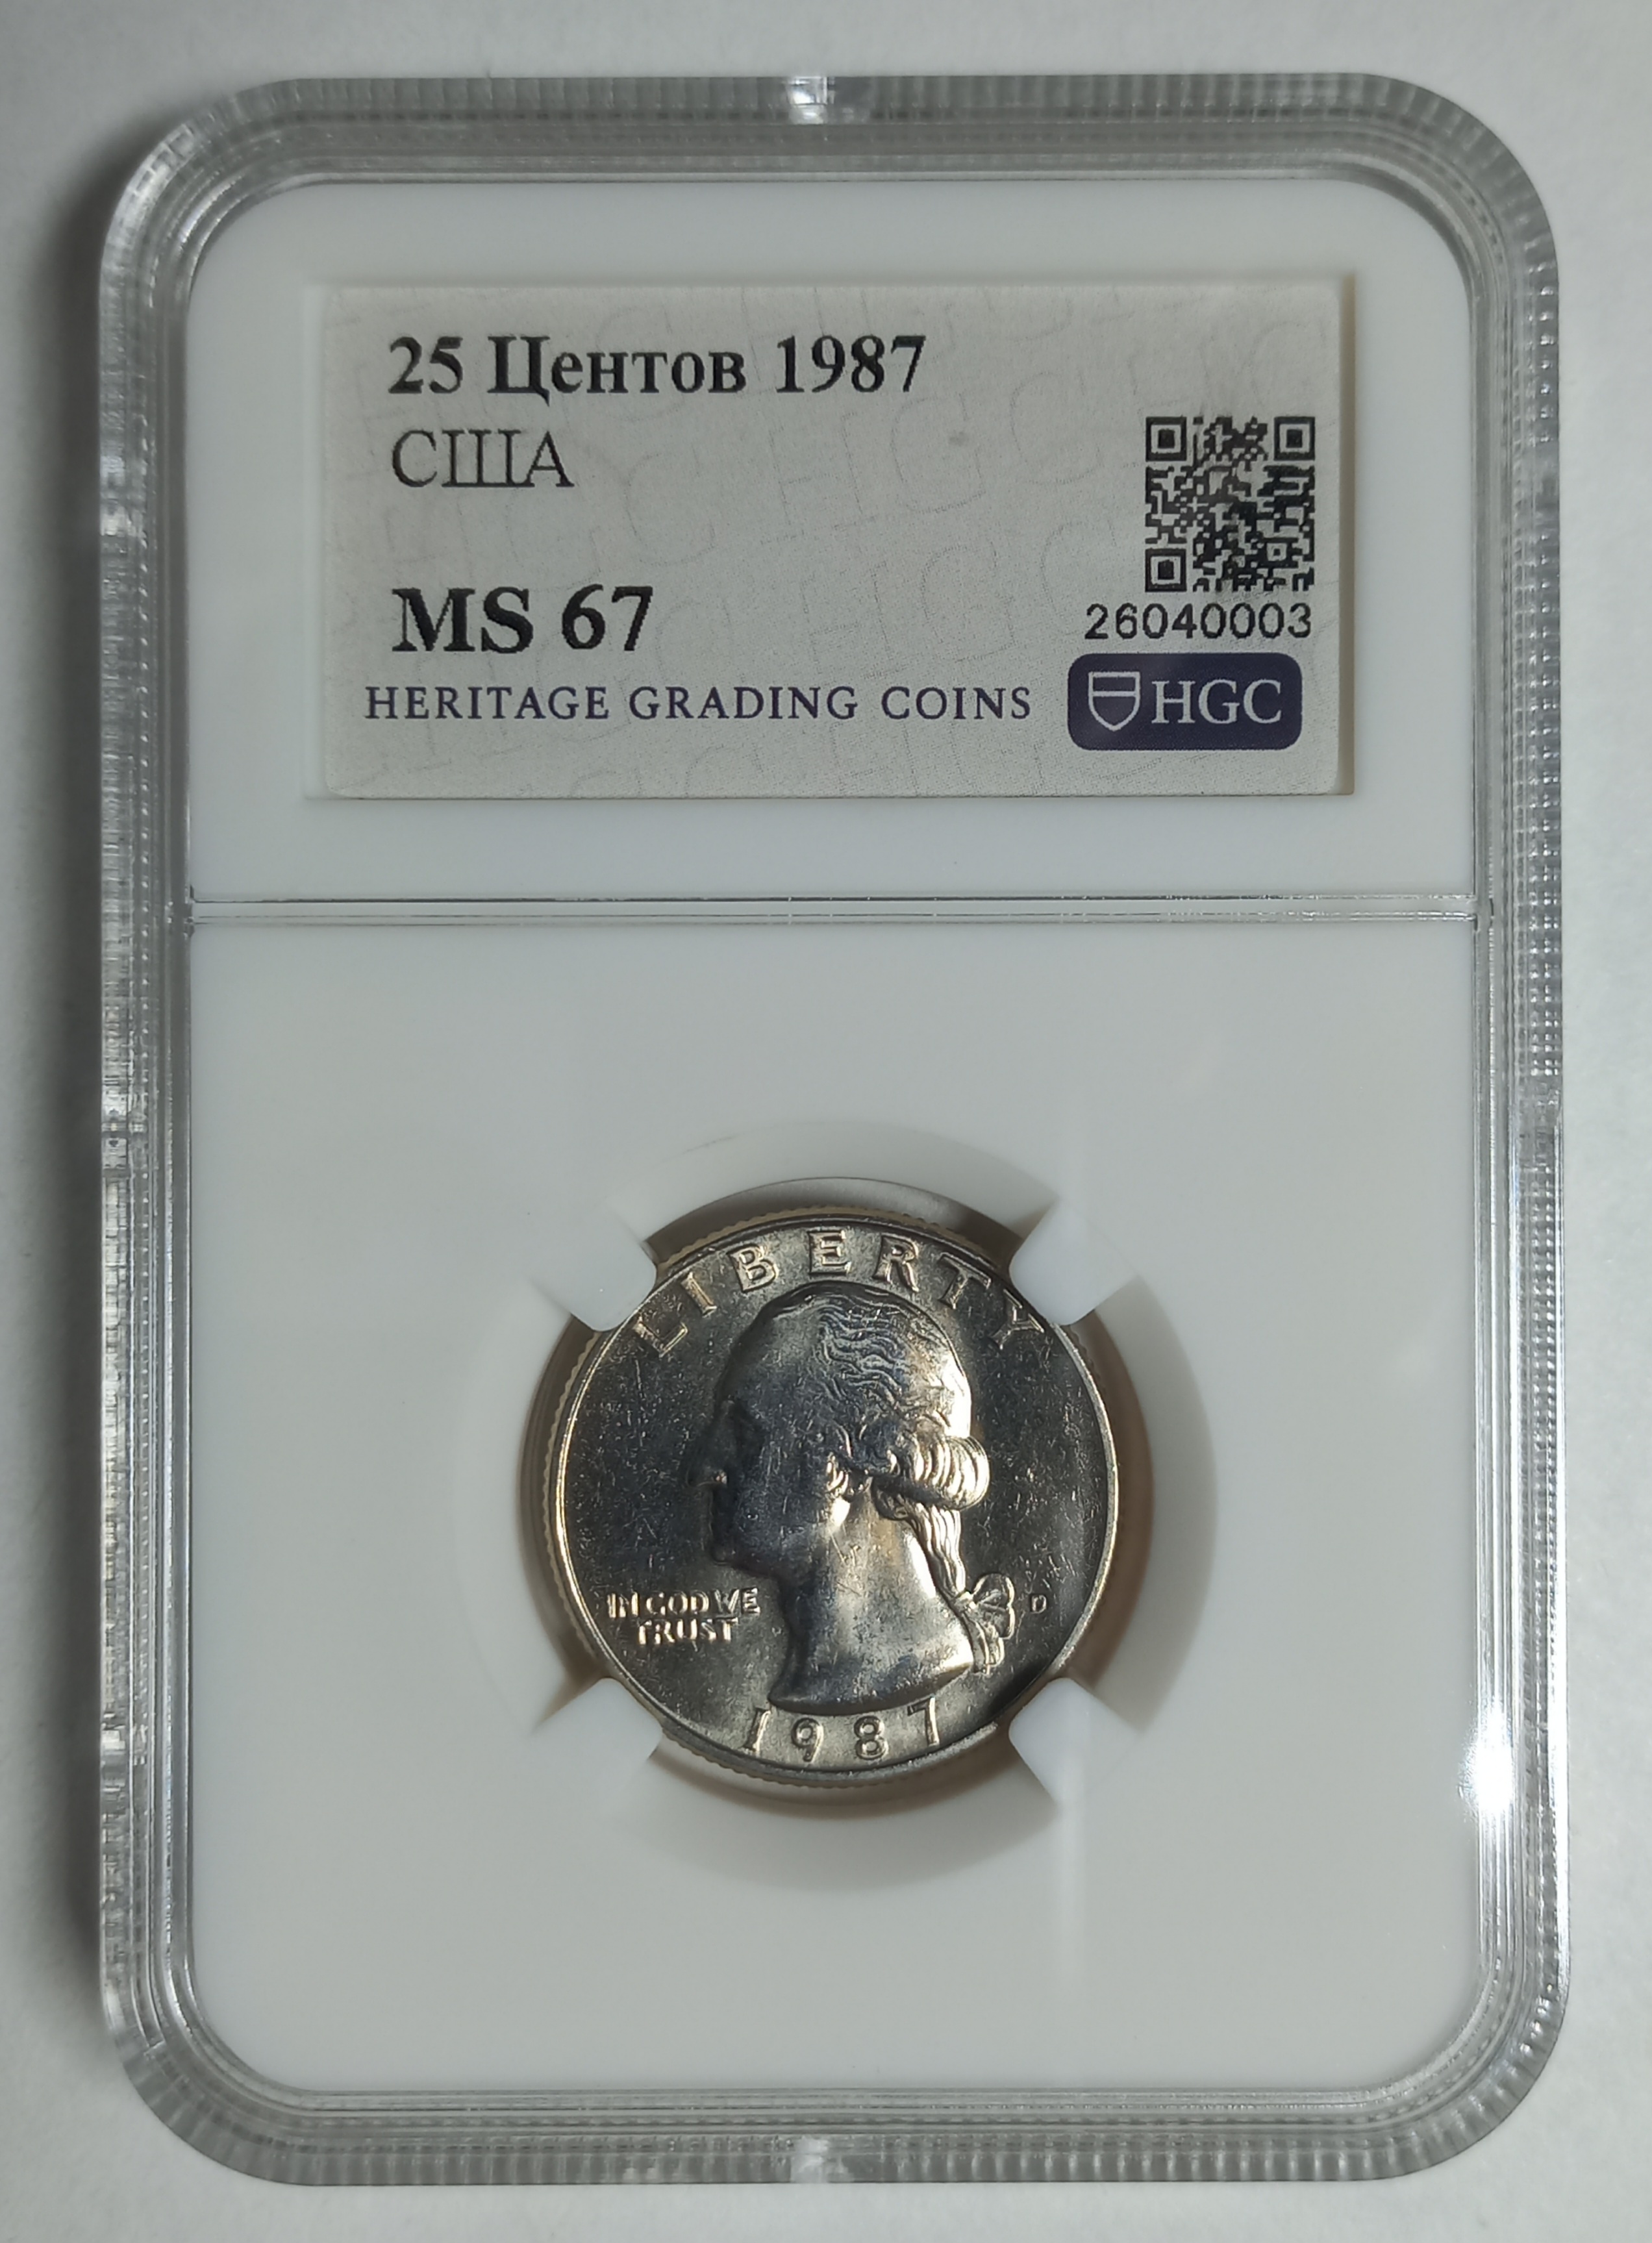 25 Центов 1987
США
MS 67
26040003
HERITAGE GRADING COINS
HGC
LIBERTY
IN GOD WE
TRUST
D
1987